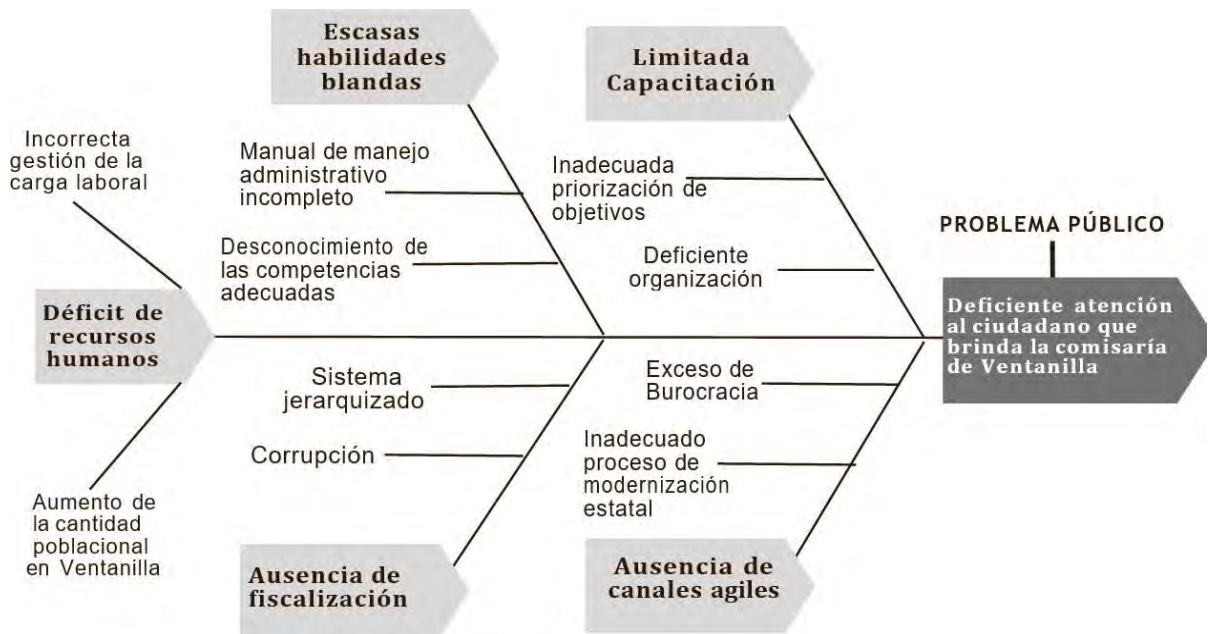 Escasas
habilidades
blandas
Limitada
Capacitación
Incorrecta
gestión de la
carga laboral
Manual de manejo
administrativo
incompleto
Inadecuada
priorización de
objetivos
Desconocimiento de
las competencias
adecuadas
Deficiente
organización
PROBLEMA PÚBLICO
Déficit de
recursos
humanos
Deficiente atención
al ciudadano que
brinda la comisaría
de Ventanilla
Sistema
jerarquizado
Exceso de
Burocracia
Corrupción
Inadecuado
proceso de
modernización
estatal
Aumento de
la cantidad
poblacional
en Ventanilla
Ausencia de
fiscalización
Ausencia de
canales agiles